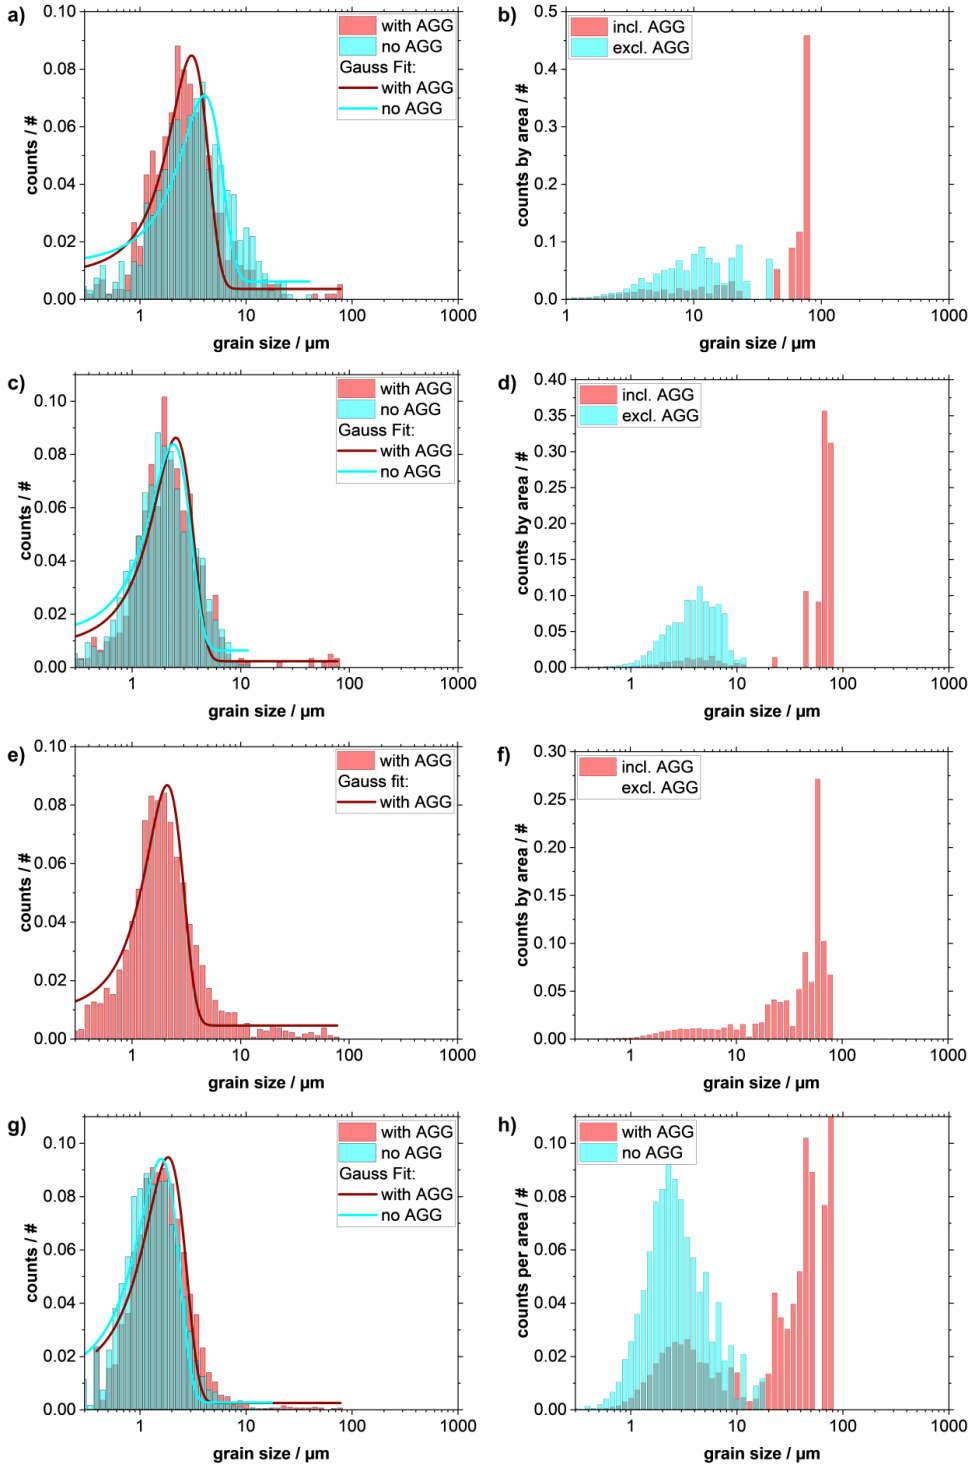 a)
with AGG
no AGG
Gauss Fit:
with AGG
no AGG
counts / #
0.10
0.08
0.06
0.04
0.02
0.00
1
10
100
1000
grain size / µm
b)
incl. AGG
excl. AGG
counts by area / #
0.5
0.4
0.3
0.2
0.1
0.0
1
10
100
1000
grain size / µm
c)
with AGG
no AGG
Gauss Fit:
with AGG
no AGG
counts / #
0.10
0.08
0.06
0.04
0.02
0.00
1
10
100
1000
grain size / µm
d)
incl. AGG
excl. AGG
counts by area / #
0.40
0.35
0.30
0.25
0.20
0.15
0.10
0.05
0.00
1
10
100
1000
grain size / µm
e)
with AGG
Gauss fit:
with AGG
counts / #
0.10
0.08
0.06
0.04
0.02
0.00
1
10
100
1000
grain size / µm
f)
incl. AGG
excl. AGG
counts by area / #
0.30
0.25
0.20
0.15
0.10
0.05
0.00
1
10
100
1000
grain size / µm
g)
with AGG
no AGG
Gauss Fit:
with AGG
no AGG
counts / #
0.10
0.08
0.06
0.04
0.02
0.00
1
10
100
1000
grain size / µm
h)
with AGG
no AGG
counts per area / #
0.10
0.08
0.06
0.04
0.02
0.00
1
10
100
1000
grain size / µm